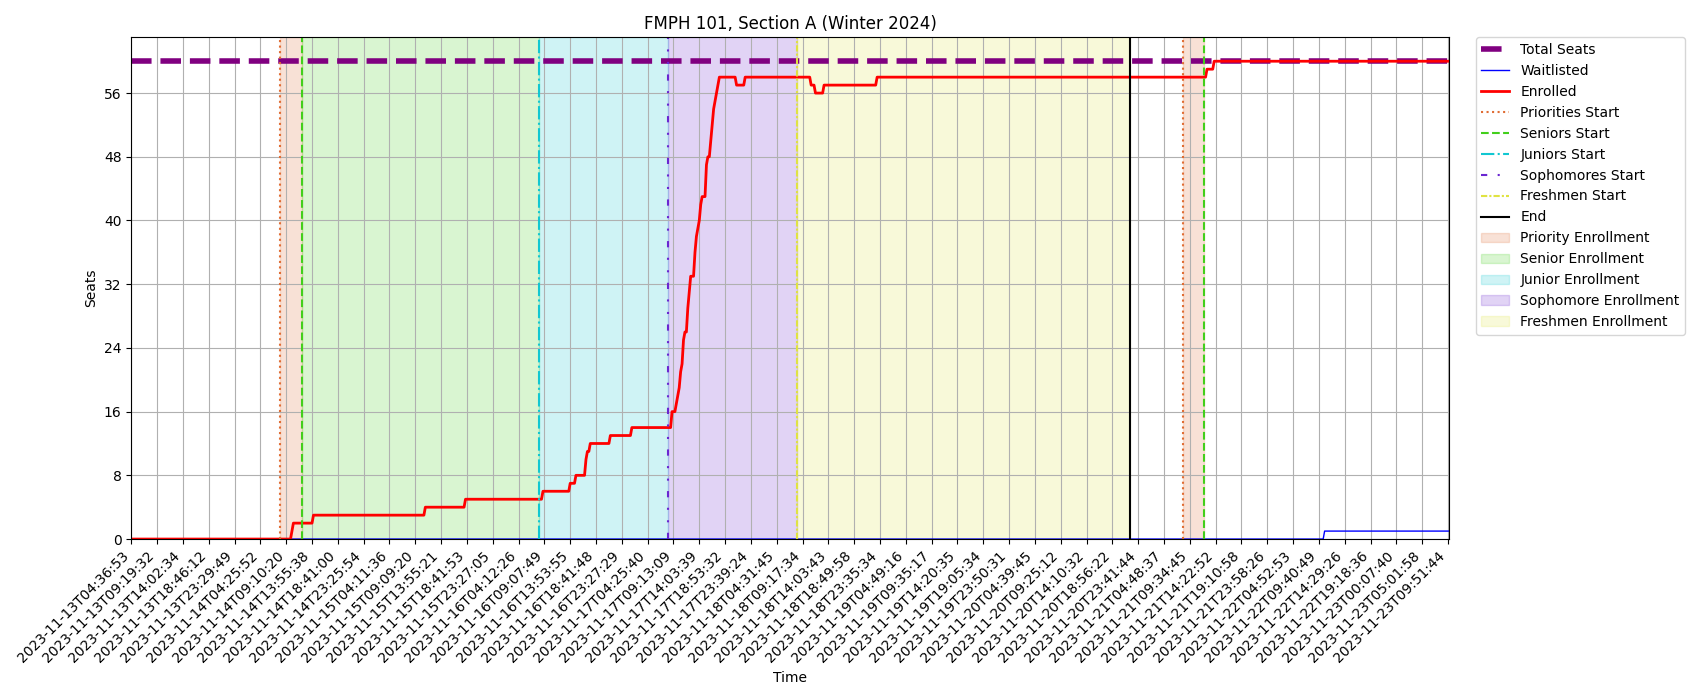 FMPH 101, Section A (Winter 2024)
Total Seats
Waitlisted
Enrolled
Priorities Start
Seniors Start
Juniors Start
Sophomores Start
Freshmen Start
End
Priority Enrollment
Senior Enrollment
Junior Enrollment
Sophomore Enrollment
Freshmen Enrollment
Seats
56
48
40
32
24
16
8
0
2023-11-13T04:36:53
2023-11-13T09:19:32
2023-11-13T14:02:34
2023-11-13T18:46:12
2023-11-13T23:29:49
2023-11-14T04:25:52
2023-11-14T09:10:20
2023-11-14T13:55:38
2023-11-14T18:41:00
2023-11-14T23:25:54
2023-11-15T04:11:36
2023-11-15T09:09:20
2023-11-15T13:55:21
2023-11-15T18:41:53
2023-11-15T23:27:05
2023-11-16T04:12:26
2023-11-16T09:07:49
2023-11-16T13:53:55
2023-11-16T18:41:48
2023-11-16T23:27:29
2023-11-17T04:25:40
2023-11-17T09:13:09
2023-11-17T14:03:39
2023-11-17T18:53:32
2023-11-17T23:39:24
2023-11-18T04:31:45
2023-11-18T09:17:34
2023-11-18T14:03:43
2023-11-18T18:49:58
2023-11-18T23:35:34
2023-11-19T04:49:16
2023-11-19T09:35:17
2023-11-19T14:20:35
2023-11-19T19:05:34
2023-11-19T23:50:31
2023-11-20T04:39:45
2023-11-20T09:25:12
2023-11-20T14:10:32
2023-11-20T18:56:22
2023-11-20T23:41:44
2023-11-21T04:48:37
2023-11-21T09:34:45
2023-11-21T14:22:52
2023-11-21T19:10:58
2023-11-21T23:58:26
2023-11-22T04:52:53
2023-11-22T09:40:49
2023-11-22T14:29:26
2023-11-22T19:18:36
2023-11-23T00:07:40
2023-11-23T05:01:58
2023-11-23T09:51:44
Time